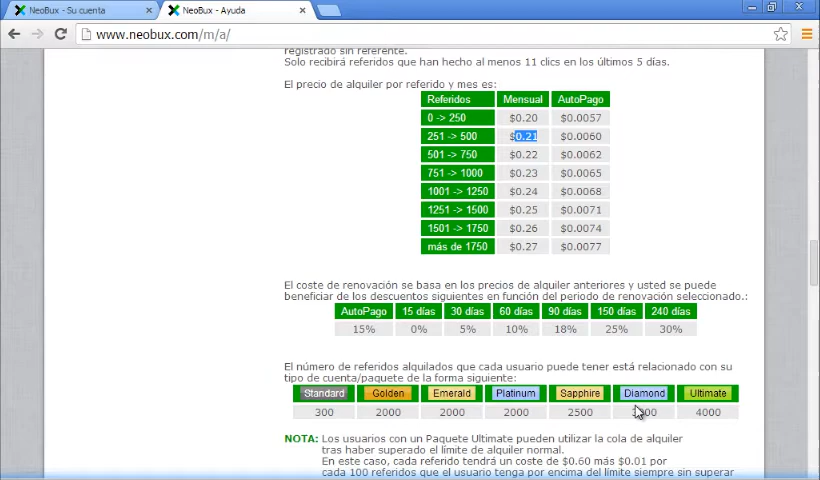 NeoBux - Su cuenta
NeoBux - Ayuda
www.neobux.com/m/a/
registrado sin referente.
Solo recibirá referidos que han hecho al menos 11 clics en los últimos 5 días.
El precio de alquiler por referido y mes es:
Referidos Mensual AutoPago
0 -> 250 $0.20 $0.0057
251 -> 500 $0.21 $0.0060
501 -> 750 $0.22 $0.0062
751 -> 1000 $0.23 $0.0065
1001 -> 1250 $0.24 $0.0068
1251 -> 1500 $0.25 $0.0071
1501 -> 1750 $0.26 $0.0074
más de 1750 $0.27 $0.0077
El coste de renovación se basa en los precios de alquiler anteriores y usted se puede
beneficiar de los descuentos siguientes en función del periodo de renovación seleccionado.:
AutoPago 15 días 30 días 60 días 90 días 150 días 240 días
15% 0% 5% 10% 18% 25% 30%
El número de referidos alquilados que cada usuario puede tener está relacionado con su
tipo de cuenta/paquete de la forma siguiente:
Standard Golden Emerald Platinum Sapphire Diamond Ultimate
300 2000 2000 2000 2500 4000
NOTA: Los usuarios con un Paquete Ultimate pueden utilizar la cola de alquiler
tras haber superado el límite de alquiler normal.
En este caso, cada referido tendrá un coste de $0.60 más $0.01 por
cada 100 referidos que el usuario tenga por encima del límite siempre sin superar